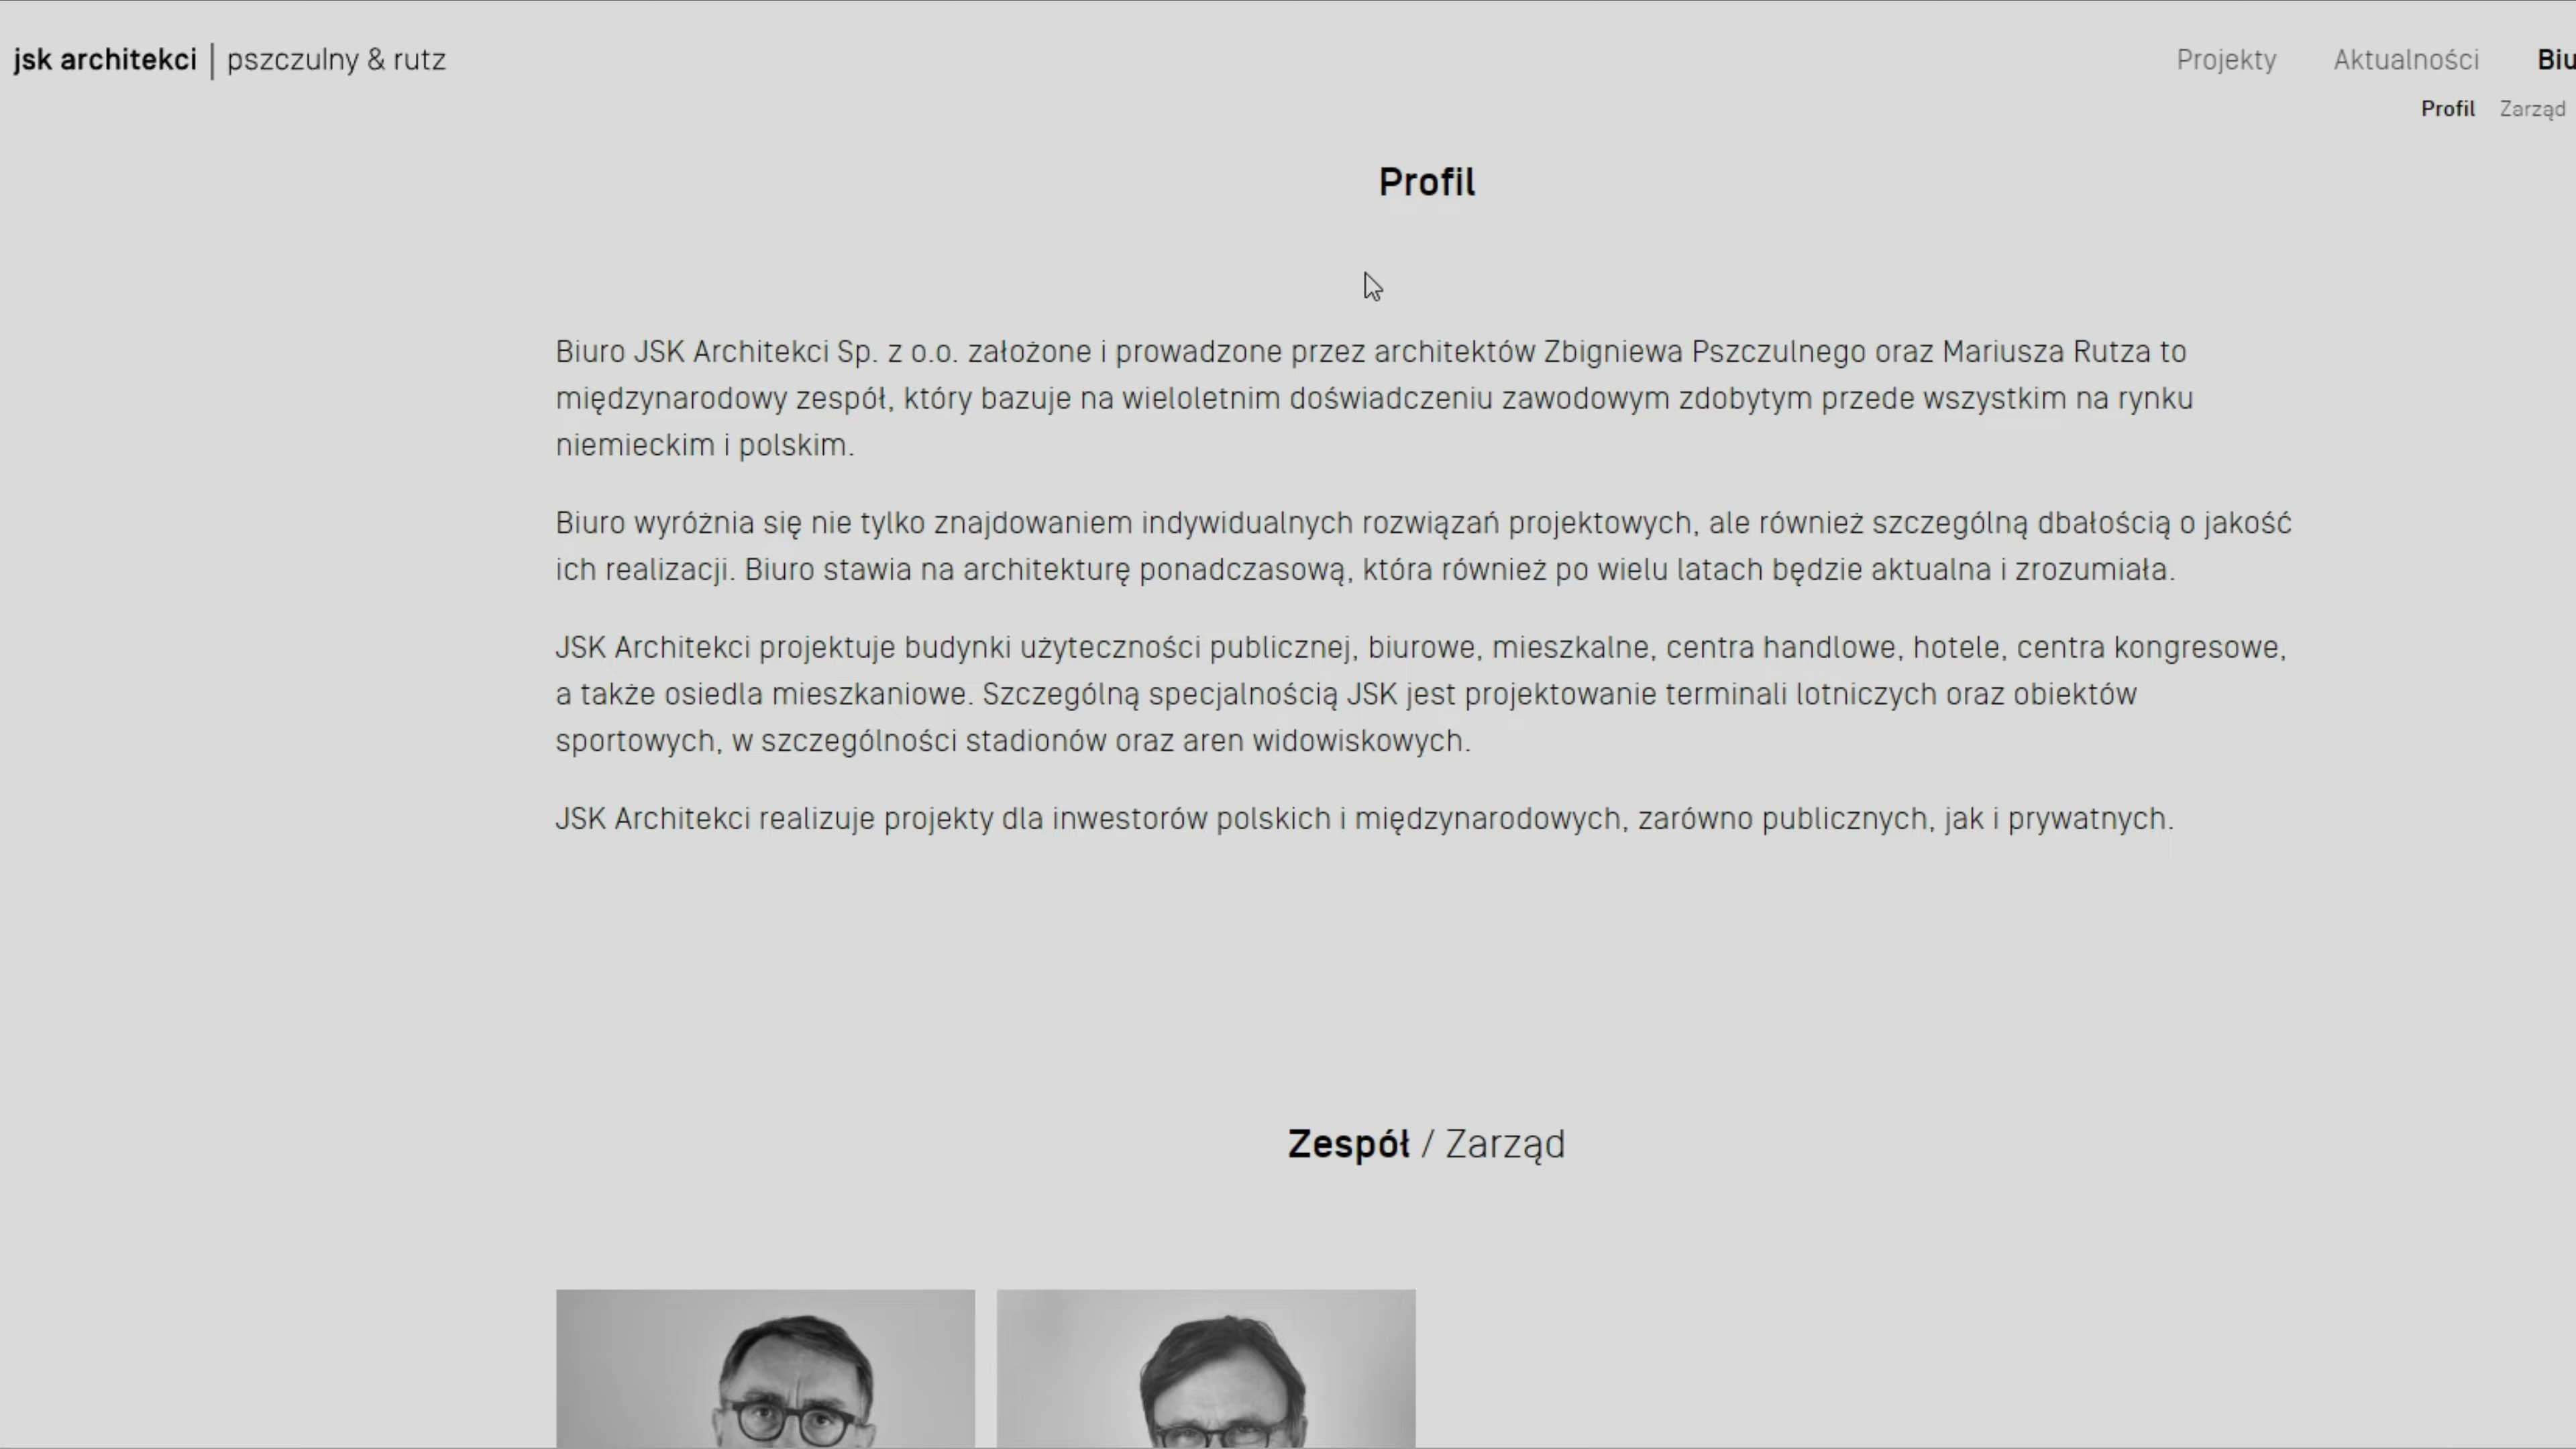 jsk architekci | pszczulny & rutz
Projekty Aktualności
Profil Zarząd
Profil
Biuro JSK Architekci Sp. z o.o. założone i prowadzone przez architektów Zbigniewa Pszczulnego oraz Mariusza Rutza to
międzynarodowy zespół, który bazuje na wieloletnim doświadczeniu zawodowym zdobytym przede wszystkim na rynku
niemieckim i polskim.
Biuro wyróżnia się nie tylko znajdowaniem indywidualnych rozwiązań projektowych, ale również szczególną dbałością o jakość
ich realizacji. Biuro stawia na architekturę ponadczasową, która również po wielu latach będzie aktualna i zrozumiała.
JSK Architekci projektuje budynki użyteczności publicznej, biurowe, mieszkalne, centra handlowe, hotele, centra kongresowe,
a także osiedla mieszkaniowe. Szczególną specjalnością JSK jest projektowanie terminali lotniczych oraz obiektów
sportowych, w szczególności stadionów oraz aren widowiskowych.
JSK Architekci realizuje projekty dla inwestorów polskich i międzynarodowych, zarówno publicznych, jak i prywatnych.
Zespół / Zarząd